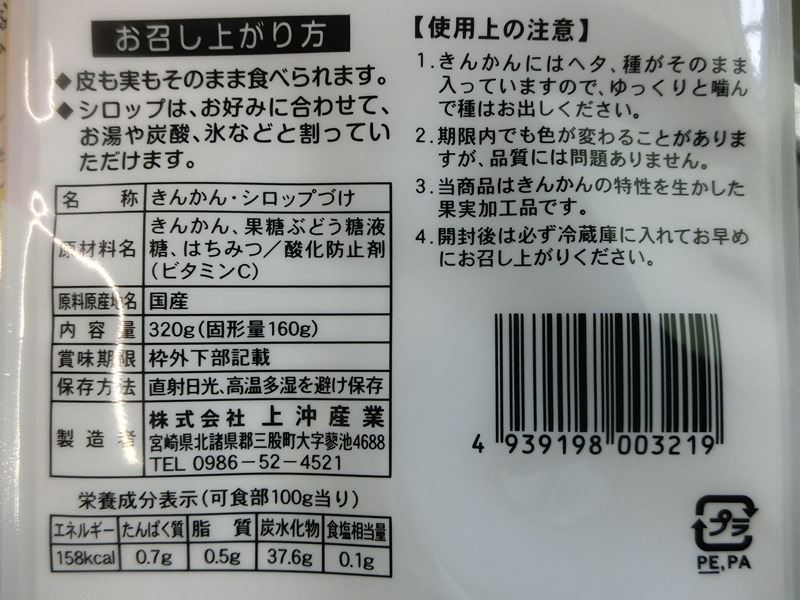 お召し上がり方
◆皮も実もそのまま食べられます。
◆シロップは、お好みに合わせて、
お湯や炭酸、氷などと割ってい
ただけます。
名 称 きんかん・シロップづけ
原材料名 きんかん、果糖ぶどう糖液
糖、はちみつ／酸化防止剤
(ビタミンC)
原料原産地名 国産
内容量 320g(固形量160g)
賞味期限 枠外下部記載
保存方法 直射日光、高温多湿を避け保存
製造者 株式会社 上沖産業
宮崎県北諸県郡三股町大字蓼池4688
TEL 0986-52-4521
栄養成分表示(可食部100g当り)
エネルギー たんぱく質 脂質 炭水化物 食塩相当量
158kcal 0.7g 0.5g 37.6g 0.1g
【使用上の注意】
1.きんかんにはヘタ、種がそのまま
入っていますので、ゆっくりと噛ん
で種はお出しください。
2.期限内でも色が変わることがありま
すが、品質には問題ありません。
3.当商品はきんかんの特性を生かした
果実加工品です。
4.開封後は必ず冷蔵庫に入れてお早め
にお召し上がりください。
4 939198 003219
プラ
PE,PA